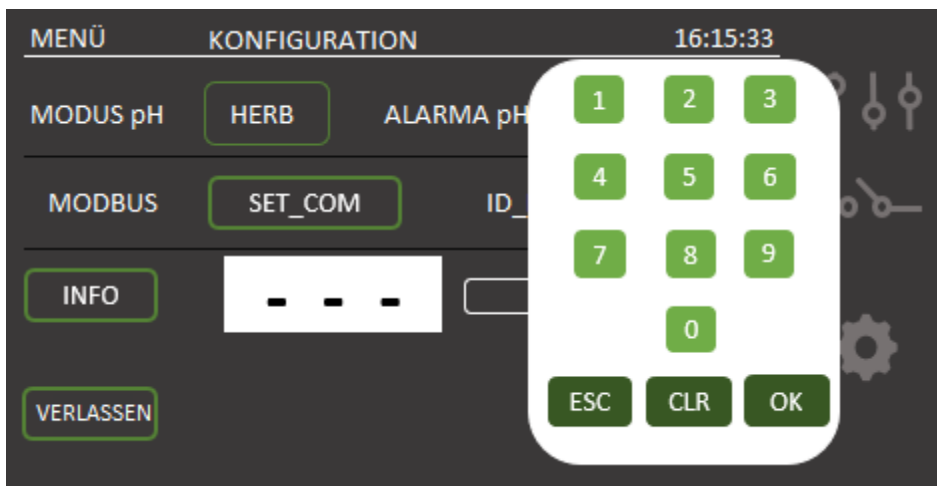 MENÜ KONFIGURATION 16:15:33
MODUS pH HERB ALARMA pH
MODBUS SET_COM ID_
INFO - - -
VERLASSEN
1 2 3
4 5 6
7 8 9
0
ESC CLR OK